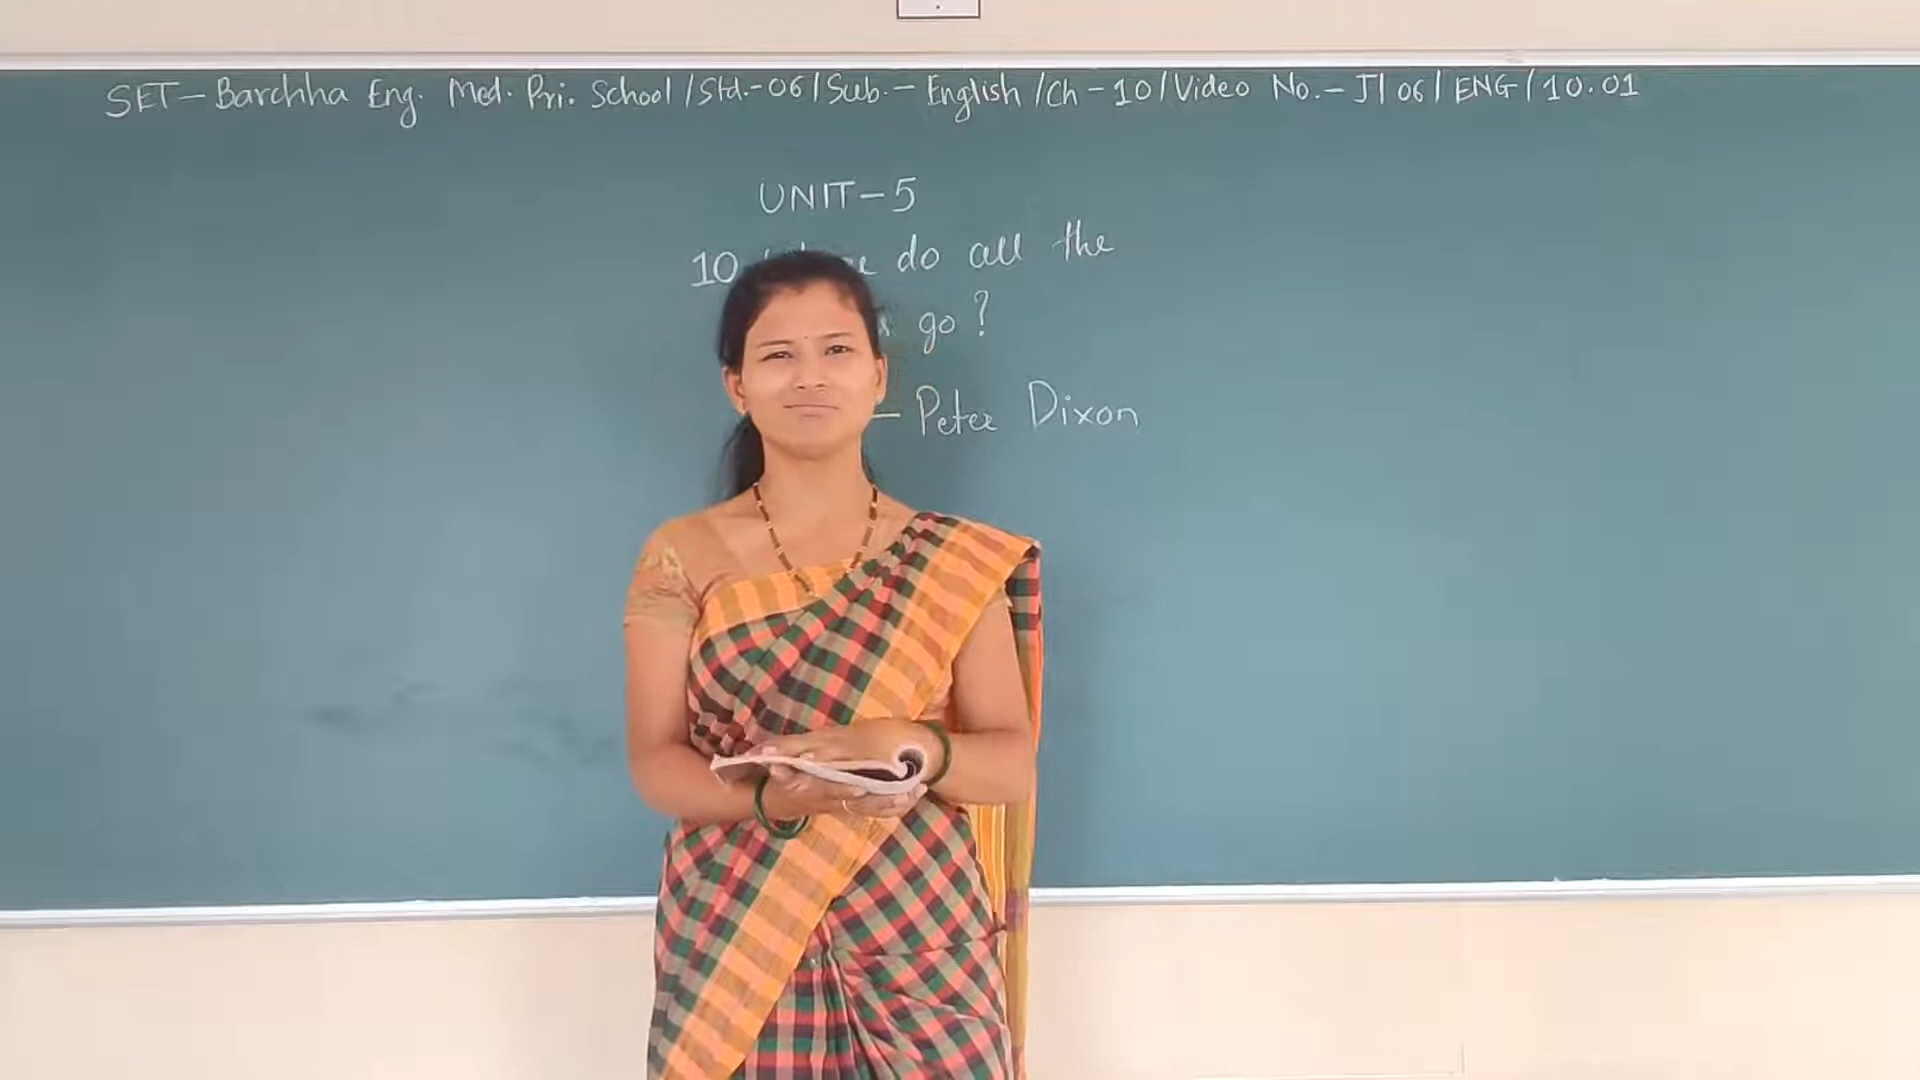 SET - Barchha Eng. Med. Pri. School / Std.-06 / Sub. - English / Ch - 10 / Video No. - J/06/ENG/10.01
UNIT - 5
10 do all the
go ?
- Peter Dixon